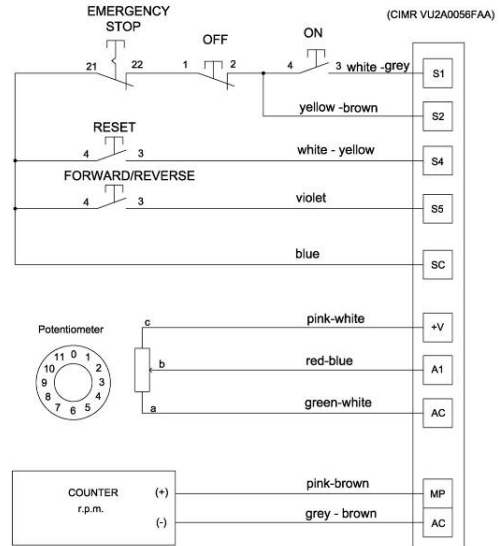 (CIMR VU2A0056FAA)
EMERGENCY
STOP
OFF
ON
21 22 1 2 4 3 white -grey S1
yellow -brown S2
RESET
4 3 white - yellow S4
FORWARD/REVERSE
4 3 violet S5
blue SC
Potentiometer
0 1 2 3 4 5 6 7 8 9 10 11
c pink-white +V
b red-blue A1
a green-white AC
COUNTER
r.p.m.
(+) pink-brown MP
(-) grey - brown AC